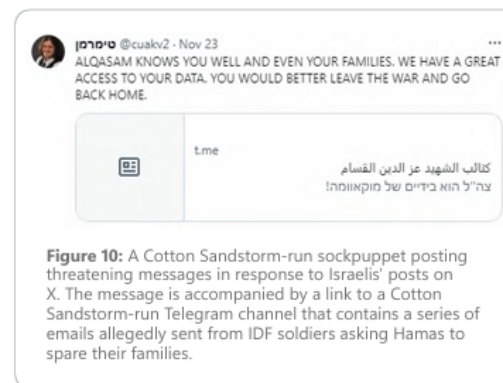 טימרמן @cuakv2 · Nov 23
ALQASAM KNOWS YOU WELL AND EVEN YOUR FAMILIES. WE HAVE A GREAT
ACCESS TO YOUR DATA. YOU WOULD BETTER LEAVE THE WAR AND GO
BACK HOME.
t.me
كتائب الشهيد عز الدين القسام
צה"ל הוא בידיים של מוקאוומה!
Figure 10: A Cotton Sandstorm-run sockpuppet posting
threatening messages in response to Israelis' posts on
X. The message is accompanied by a link to a Cotton
Sandstorm-run Telegram channel that contains a series of
emails allegedly sent from IDF soldiers asking Hamas to
spare their families.